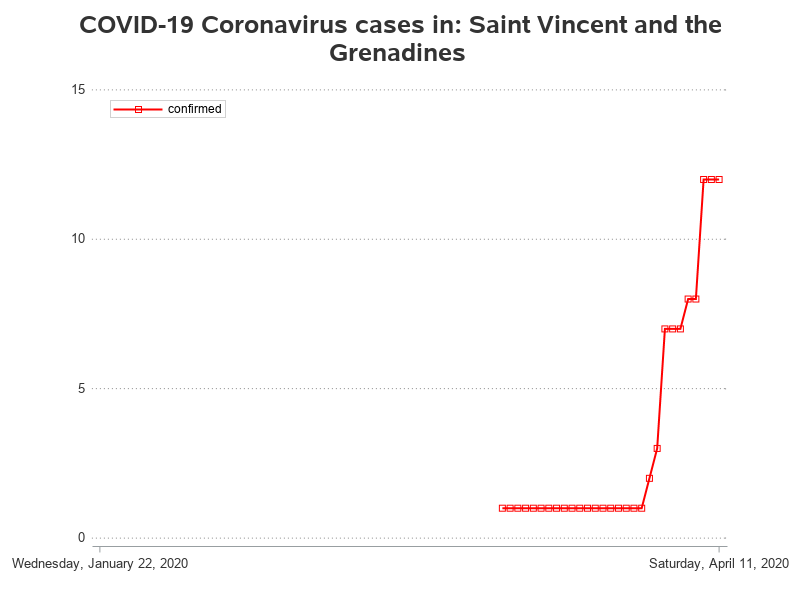 COVID-19 Coronavirus cases in: Saint Vincent and the
Grenadines
15
confirmed
10
5
0
Wednesday, January 22, 2020
Saturday, April 11, 2020